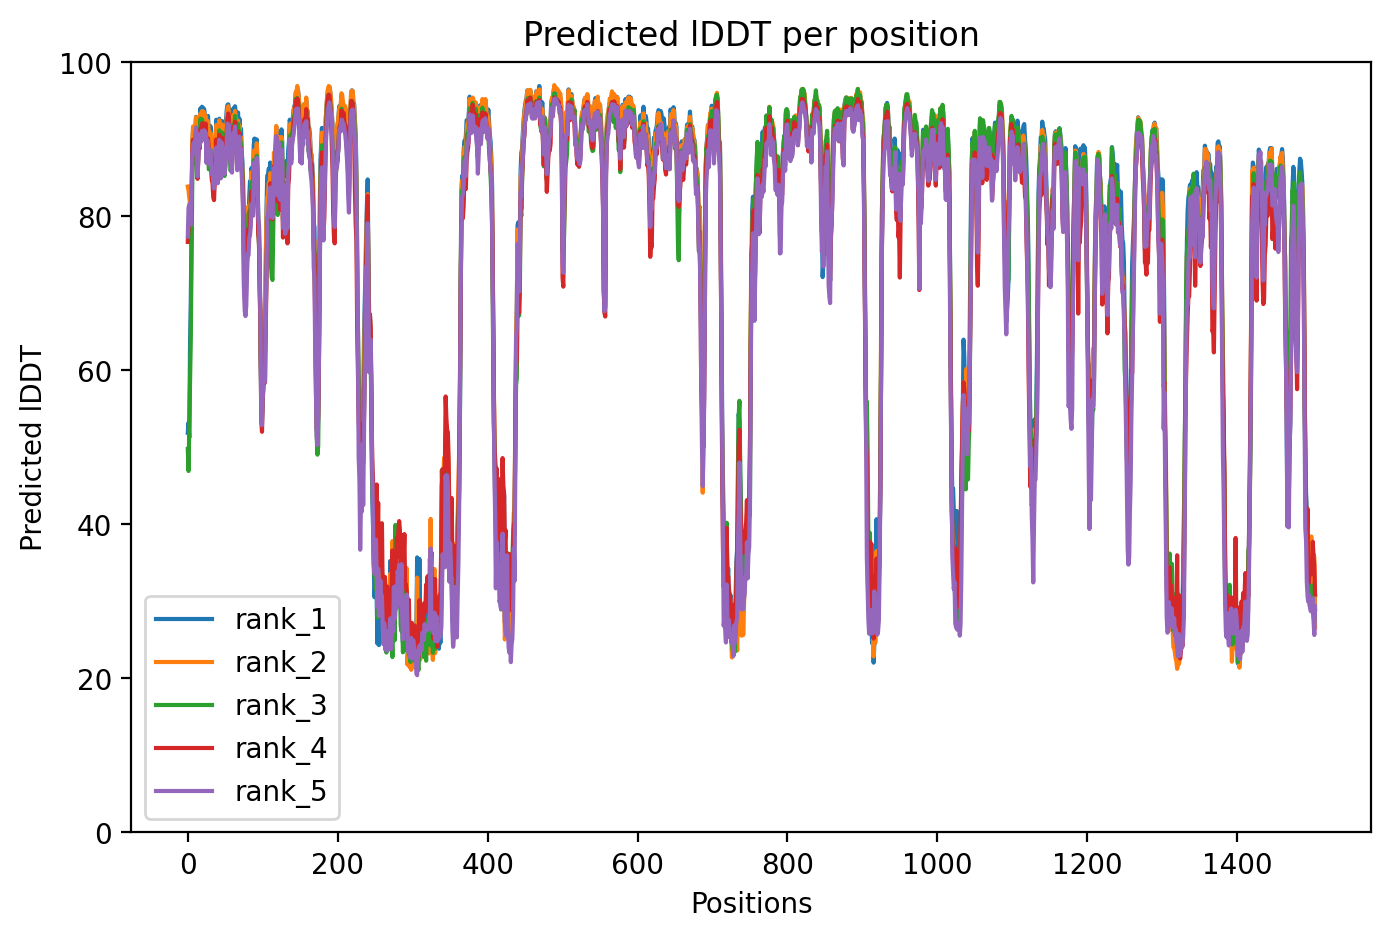 Predicted lDDT per position
100
80
60
40
20
0
Predicted lDDT
rank_1
rank_2
rank_3
rank_4
rank_5
0 200 400 600 800 1000 1200 1400
Positions